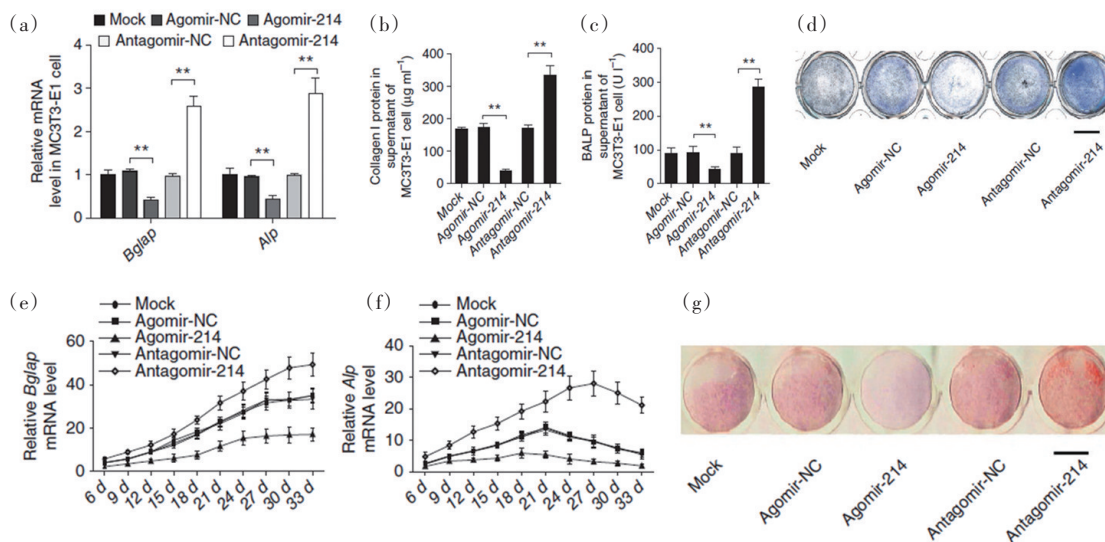 (a)
Mock Agomir-NC Agomir-214
Antagomir-NC Antagomir-214
Relative mRNA
level in MC3T3-E1 cell
4
3
2
1
0
**
**
**
**
Bglap
Alp
(b)
Collagen I protein in
supernatant of
MC3T3-E1 cell (μg ml⁻¹)
400
300
200
100
0
**
**
Mock
Agomir-NC
Agomir-214
Antagomir-NC
Antagomir-214
(c)
BALP protien in
supernatant of
MC3T3-E1 cell (U l⁻¹)
400
300
200
100
0
**
**
Mock
Agomir-NC
Agomir-214
Antagomir-NC
Antagomir-214
(d)
Mock
Agomir-NC
Agomir-214
Antagomir-NC
Antagomir-214
(e)
Mock
Agomir-NC
Agomir-214
Antagomir-NC
Antagomir-214
Relative Bglap
mRNA level
60
40
20
0
6 d
9 d
12 d
15 d
18 d
21 d
24 d
27 d
30 d
33 d
(f)
Mock
Agomir-NC
Agomir-214
Antagomir-NC
Antagomir-214
Relative Alp
mRNA level
40
30
20
10
0
6 d
9 d
12 d
15 d
18 d
21 d
24 d
27 d
30 d
33 d
(g)
Mock
Agomir-NC
Agomir-214
Antagomir-NC
Antagomir-214